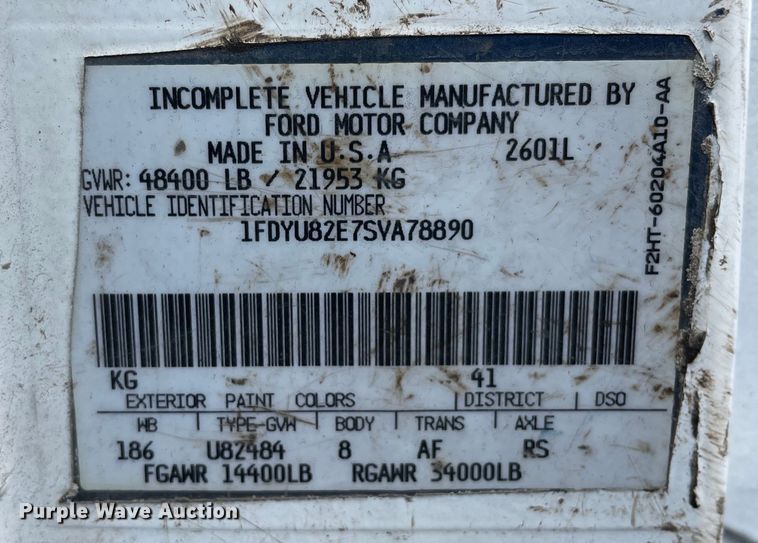 INCOMPLETE VEHICLE MANUFACTURED BY
FORD MOTOR COMPANY
MADE IN U.S.A 2601L
GVWR: 48400 LB / 21953 KG
VEHICLE IDENTIFICATION NUMBER
1FDYU82E7SVA78890
F2HT-60204A10-AA
KG 41
EXTERIOR PAINT COLORS DISTRICT DSO
WB TYPE-GVW BODY TRANS AXLE
186 U82484 8 AF RS
FGAWR 14400LB RGAWR 34000LB
Purple Wave Auction